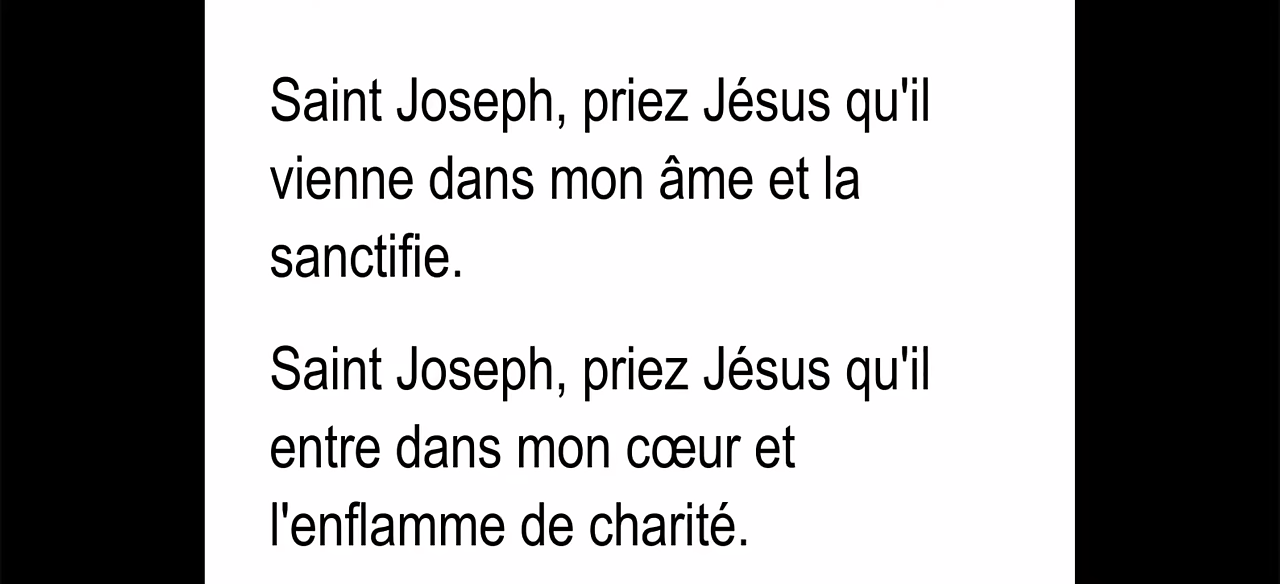 Saint Joseph, priez Jésus qu'il
vienne dans mon âme et la
sanctifie.
Saint Joseph, priez Jésus qu'il
entre dans mon cœur et
l'enflamme de charité.